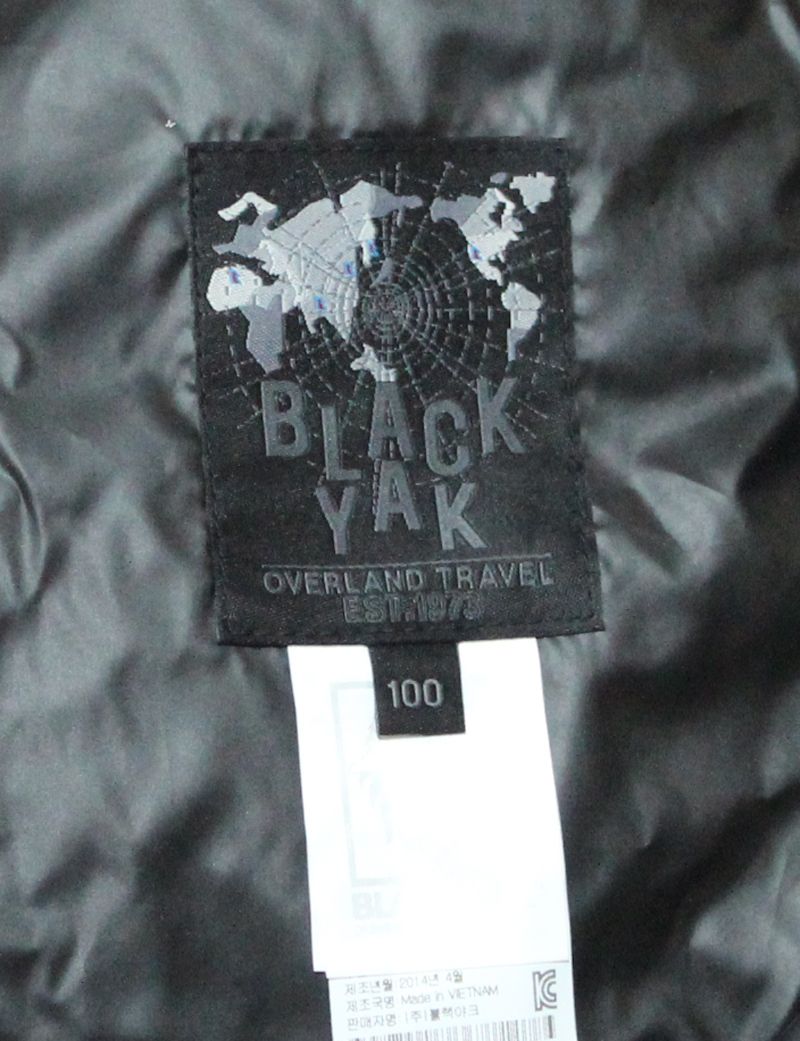 BLACK
YAK
OVERLAND TRAVEL
EST.1973
100
BLA
제조년월 2014년 4월
제조국명 Made in VIETNAM
판매자명 (주)블랙야크